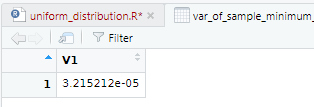 uniform_distribution.R*
var_of_sample_minimum_
Filter
V1
1 3.215212e-05